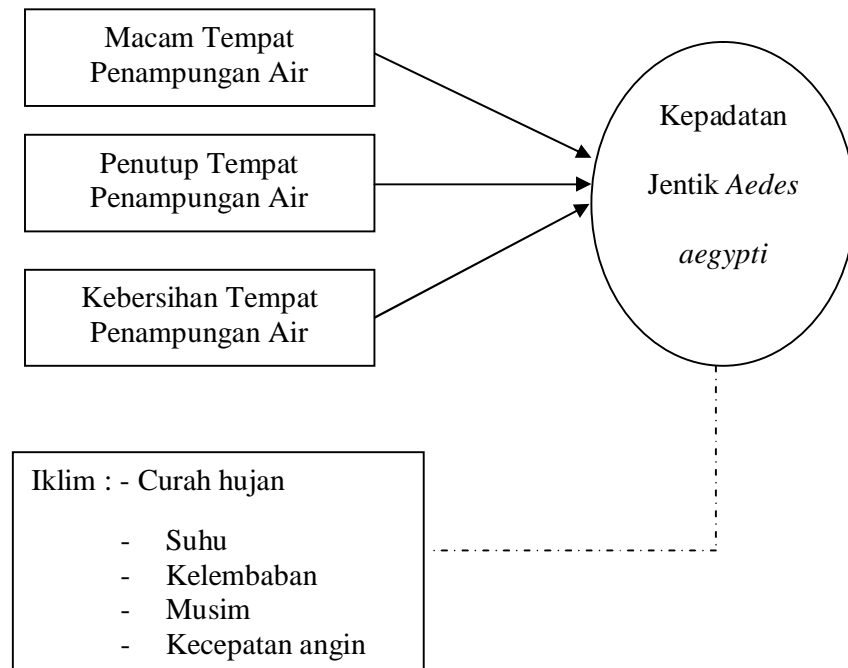 Macam Tempat
Penampungan Air
Penutup Tempat
Penampungan Air
Kebersihan Tempat
Penampungan Air
Kepadatan
Jentik Aedes
aegypti
Iklim : - Curah hujan
- Suhu
- Kelembaban
- Musim
- Kecepatan angin